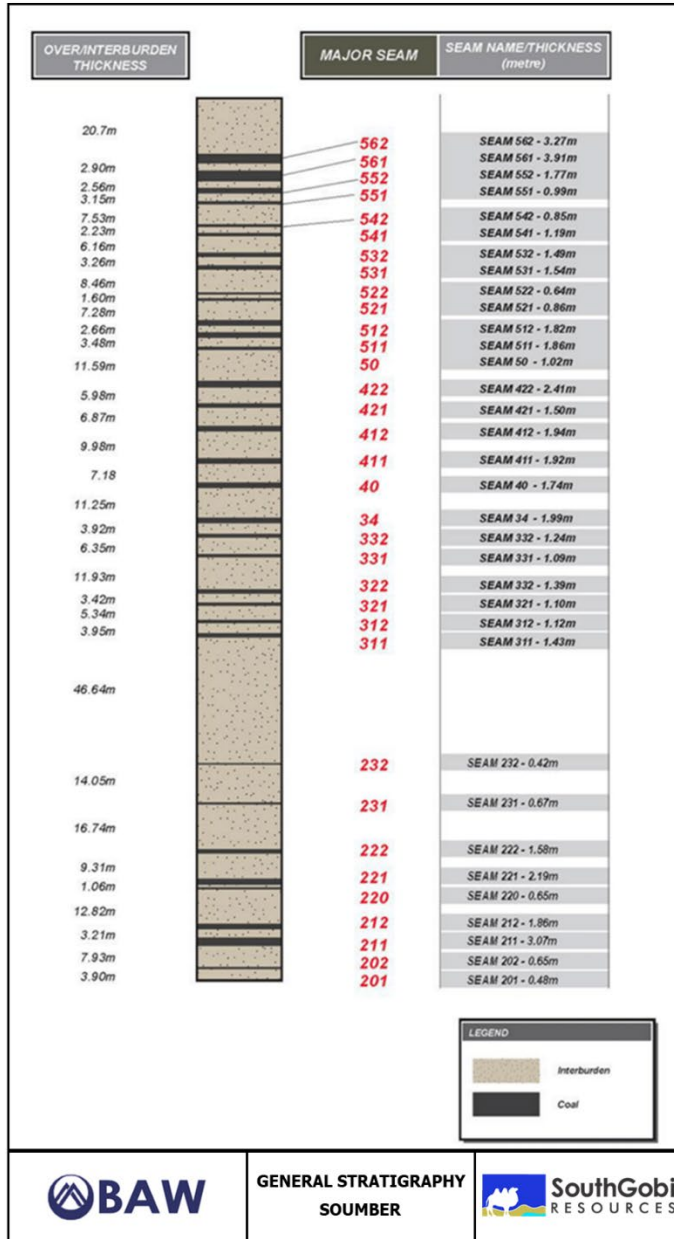 OVER/INTERBURDEN
THICKNESS
MAJOR SEAM
SEAM NAME/THICKNESS
(metre)
20.7m
2.90m
2.56m
3.15m
7.53m
2.23m
6.16m
3.26m
8.46m
1.60m
7.28m
2.66m
3.48m
11.59m
5.98m
6.87m
9.98m
7.18
11.25m
3.92m
6.35m
11.93m
3.42m
5.34m
3.95m
46.64m
14.05m
16.74m
9.31m
1.06m
12.82m
3.21m
7.93m
3.90m
562
561
552
551
542
541
532
531
522
521
512
511
50
422
421
412
411
40
34
332
331
322
321
312
311
232
231
222
221
220
212
211
202
201
SEAM 562 - 3.27m
SEAM 561 - 3.91m
SEAM 552 - 1.77m
SEAM 551 - 0.99m
SEAM 542 - 0.85m
SEAM 541 - 1.19m
SEAM 532 - 1.49m
SEAM 531 - 1.54m
SEAM 522 - 0.64m
SEAM 521 - 0.86m
SEAM 512 - 1.82m
SEAM 511 - 1.86m
SEAM 50 - 1.02m
SEAM 422 - 2.41m
SEAM 421 - 1.50m
SEAM 412 - 1.94m
SEAM 411 - 1.92m
SEAM 40 - 1.74m
SEAM 34 - 1.99m
SEAM 332 - 1.24m
SEAM 331 - 1.09m
SEAM 332 - 1.39m
SEAM 321 - 1.10m
SEAM 312 - 1.12m
SEAM 311 - 1.43m
SEAM 232 - 0.42m
SEAM 231 - 0.67m
SEAM 222 - 1.58m
SEAM 221 - 2.19m
SEAM 220 - 0.65m
SEAM 212 - 1.86m
SEAM 211 - 3.07m
SEAM 202 - 0.65m
SEAM 201 - 0.48m
LEGEND
Interburden
Coal
BAW
GENERAL STRATIGRAPHY
SOUMBER
SouthGobi
RESOURCES